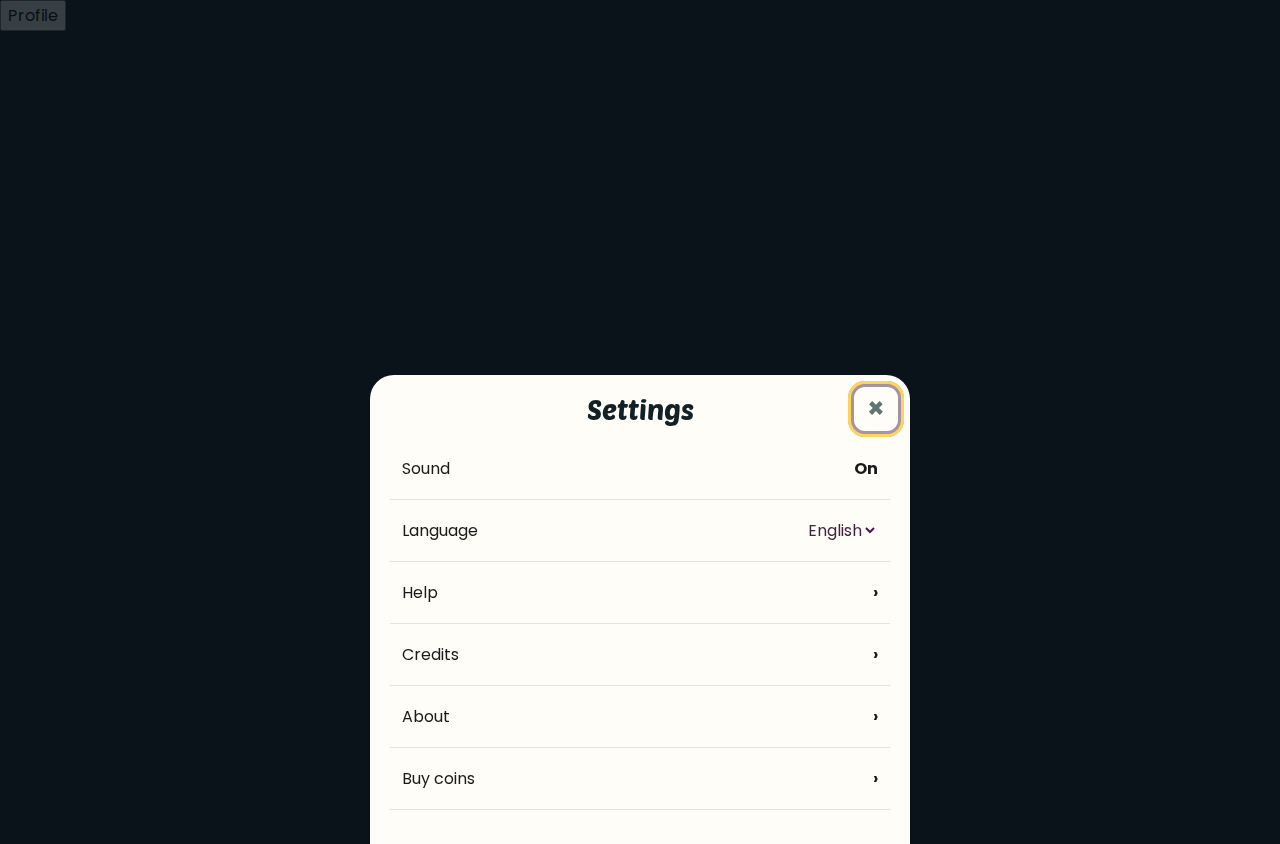 Profile
Settings ✖
Sound On
Language English
Help ›
Credits ›
About ›
Buy coins ›